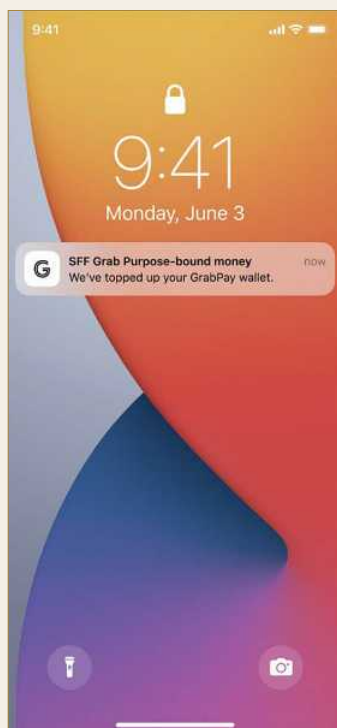 9:41
9:41
Monday, June 3
G
SFF Grab Purpose-bound money now
We've topped up your GrabPay wallet.